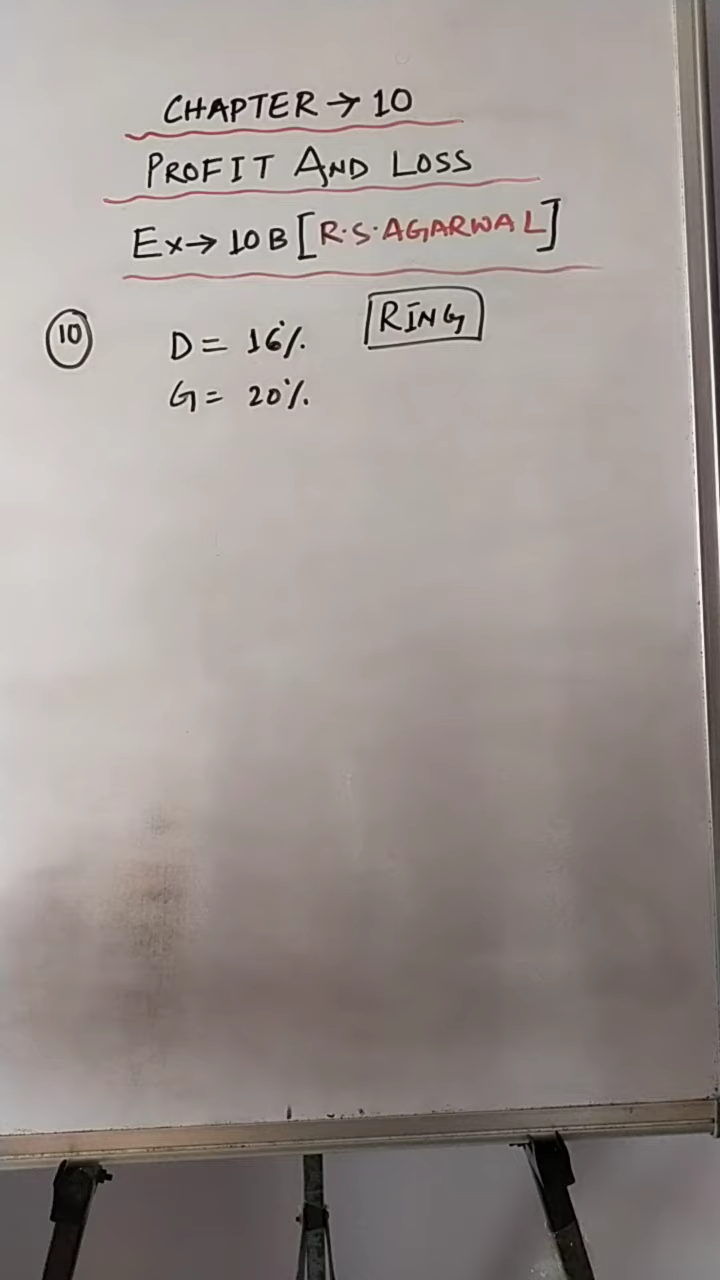 CHAPTER → 10
PROFIT AND LOSS
Ex → 10B [R.S.AGARWAL]
10 D = 16% RING
G = 20%